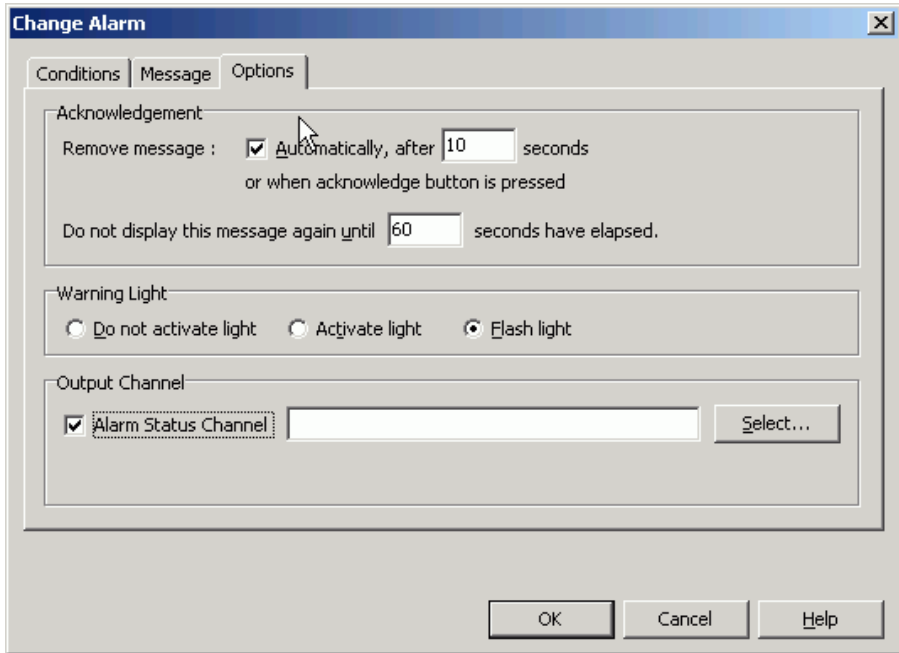 Change Alarm
Conditions Message Options
Acknowledgement
Remove message : Automatically, after 10 seconds
or when acknowledge button is pressed
Do not display this message again until 60 seconds have elapsed.
Warning Light
Do not activate light Activate light Flash light
Output Channel
Alarm Status Channel Select...
OK Cancel Help